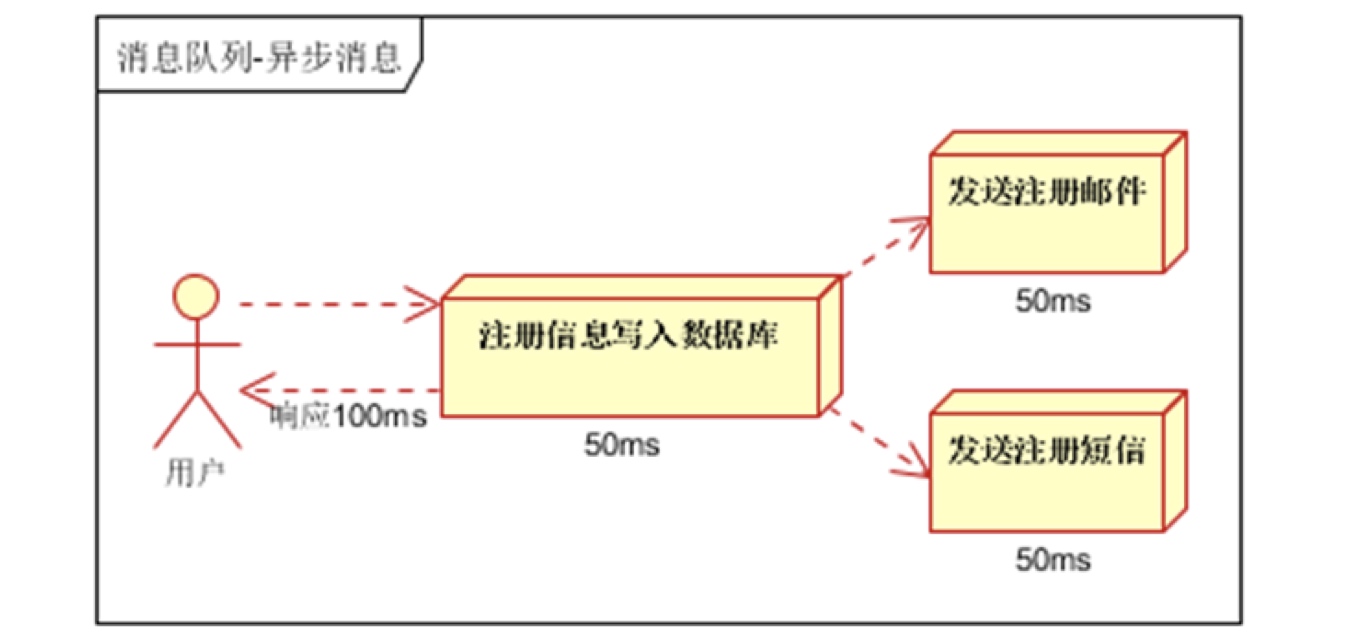 消息队列-异步消息
发送注册邮件
50ms
注册信息写入数据库
响应100ms
50ms
用户
发送注册短信
50ms